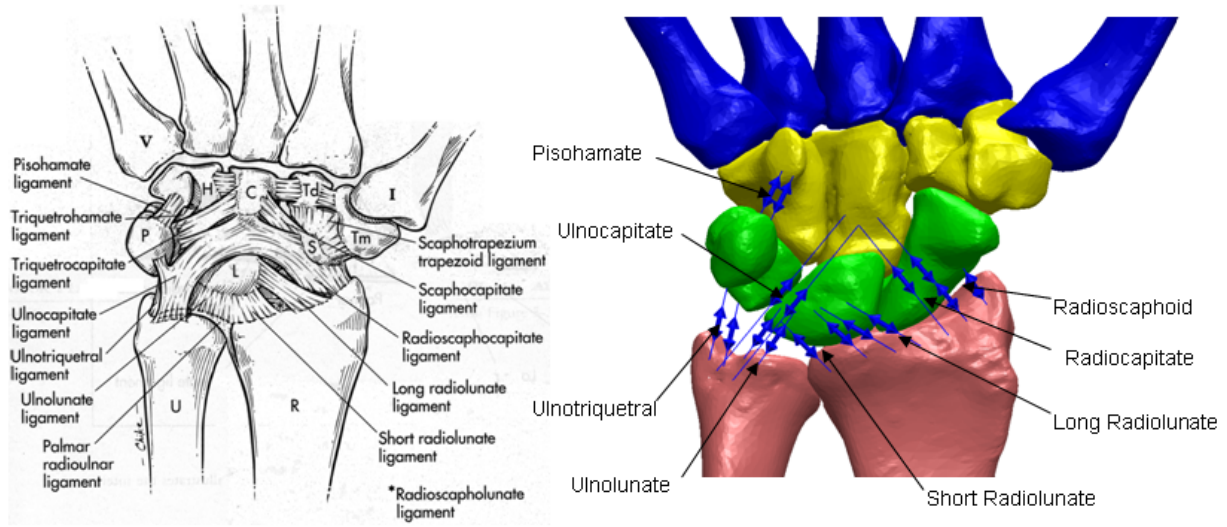 V
I
H
C
Td
P
S
Tm
L
U
R
Pisohamate
ligament
Triquetrohamate
ligament
Triquetrocapitate
ligament
Ulnocapitate
ligament
Ulnotriquetral
ligament
Ulnolunate
ligament
Palmar
radioulnar
ligament
Scaphotrapezium
trapezoid ligament
Scaphocapitate
ligament
Radioscaphocapitate
ligament
Long radiolunate
ligament
Short radiolunate
ligament
*Radioscapholunate
ligament
Pisohamate
Ulnocapitate
Ulnotriquetral
Ulnolunate
Radioscaphoid
Radiocapitate
Long Radiolunate
Short Radiolunate